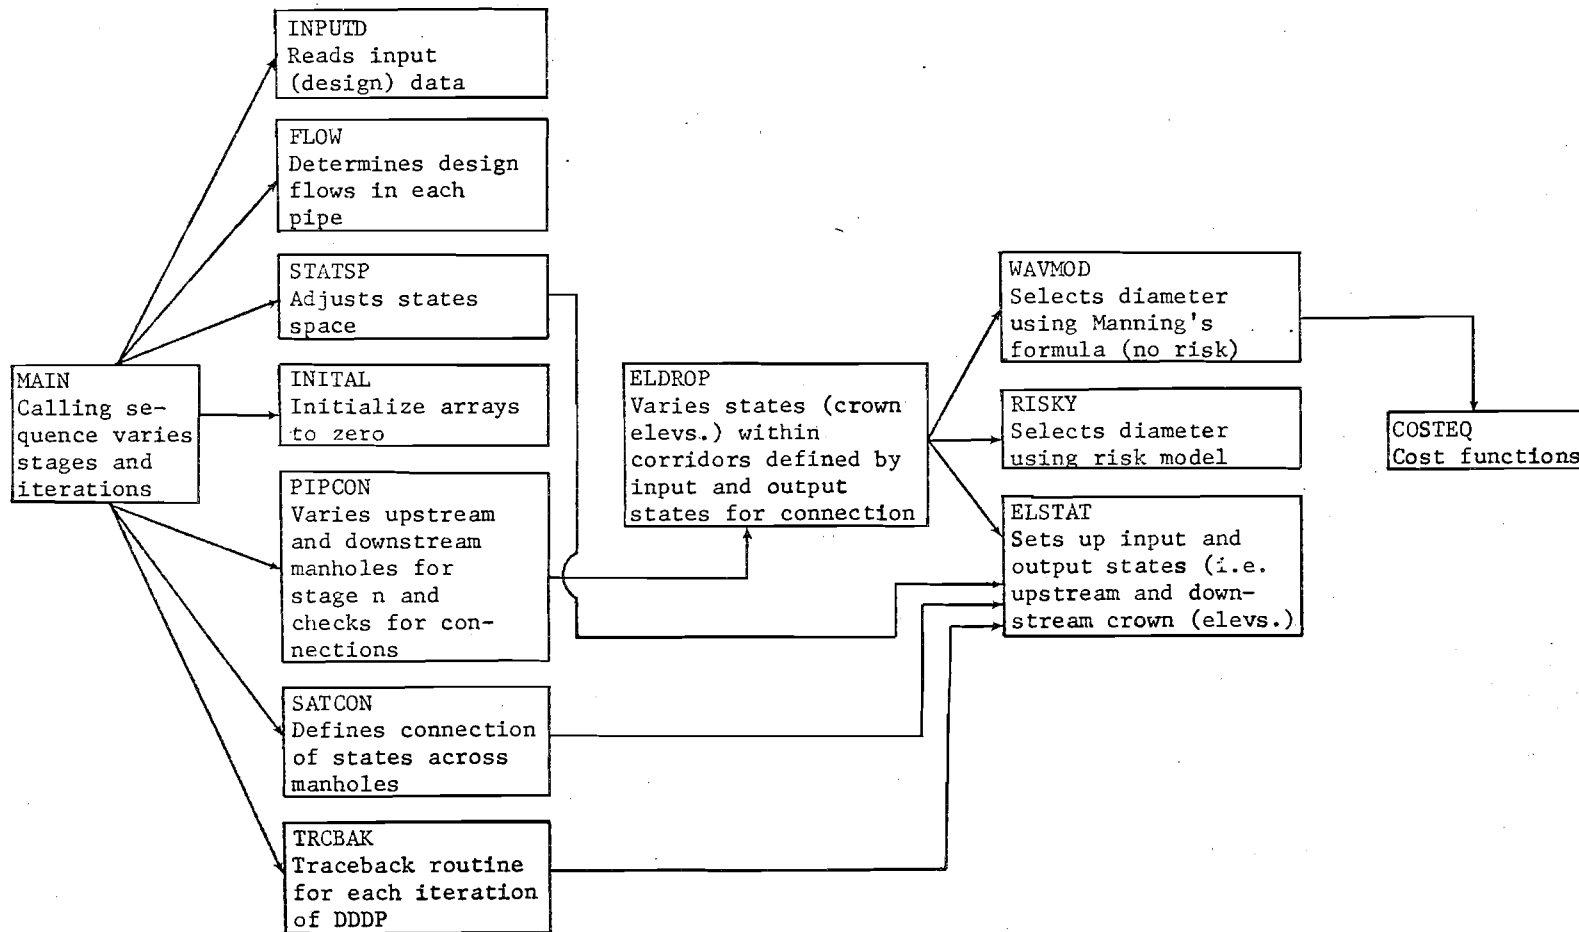 INPUTD
Reads input
(design) data
FLOW
Determines design
flows in each
pipe
STATSP
Adjusts states
space
MAIN
Calling se-
quence varies
stages and
iterations
INITAL
Initialize arrays
to zero
PIPCON
Varies upstream
and downstream
manholes for
stage n and
checks for con-
nections
SATCON
Defines connection
of states across
manholes
TRCBAK
Traceback routine
for each iteration
of DDDP
ELDROP
Varies states (crown
elevs.) within
corridors defined by
input and output
states for connection
WAVMOD
Selects diameter
using Manning's
formula (no risk)
RISKY
Selects diameter
using risk model
ELSTAT
Sets up input and
output states (i.e.
upstream and down-
stream crown (elevs.)
COSTEQ
Cost functions